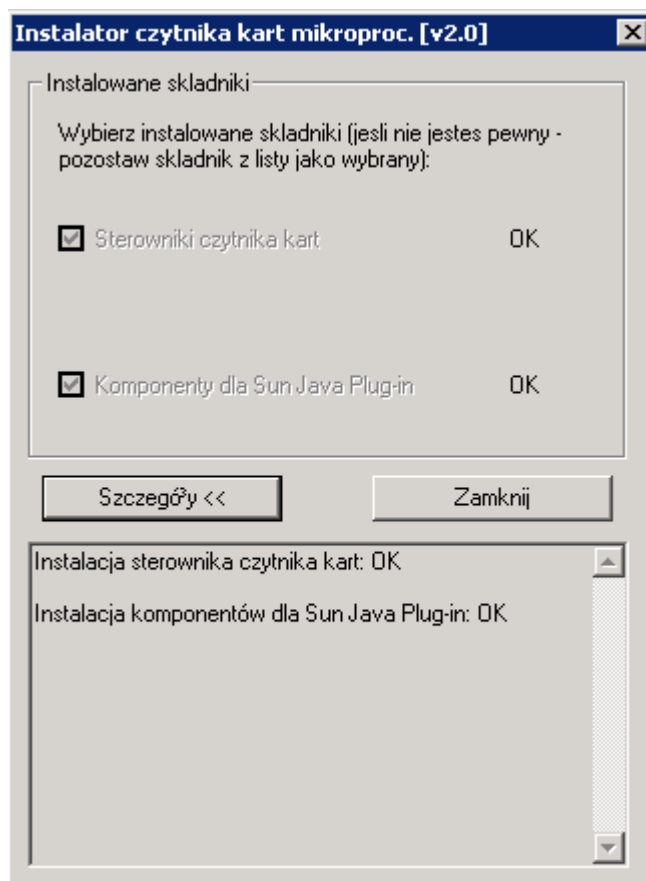 Instalator czytnika kart mikroproc. [v2.0]
Instalowane skladniki
Wybierz instalowane skladniki (jesli nie jestes pewny -
pozostaw skladnik z listy jako wybrany):
Sterowniki czytnika kart OK
Komponenty dla Sun Java Plug-in OK
Szczegó³y << Zamknij
Instalacja sterownika czytnika kart: OK
Instalacja komponentów dla Sun Java Plug-in: OK